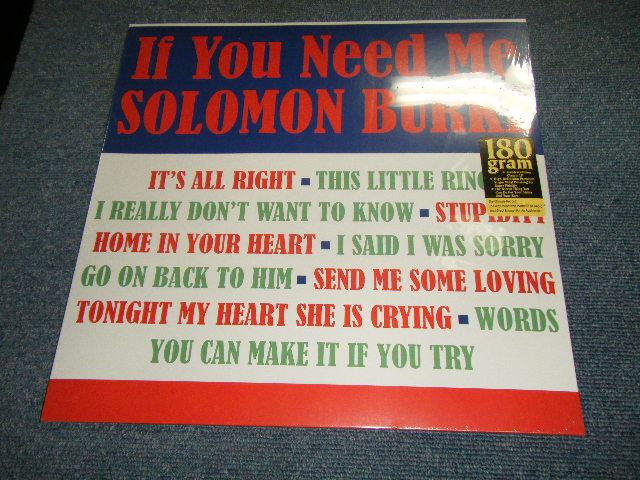 If You Need Me
SOLOMON BURKE
180
gram
IT'S ALL RIGHT ▪ THIS LITTLE RING
I REALLY DON'T WANT TO KNOW ▪ STUPIDITY
HOME IN YOUR HEART ▪ I SAID I WAS SORRY
GO ON BACK TO HIM ▪ SEND ME SOME LOVING
TONIGHT MY HEART SHE IS CRYING ▪ WORDS
YOU CAN MAKE IT IF YOU TRY